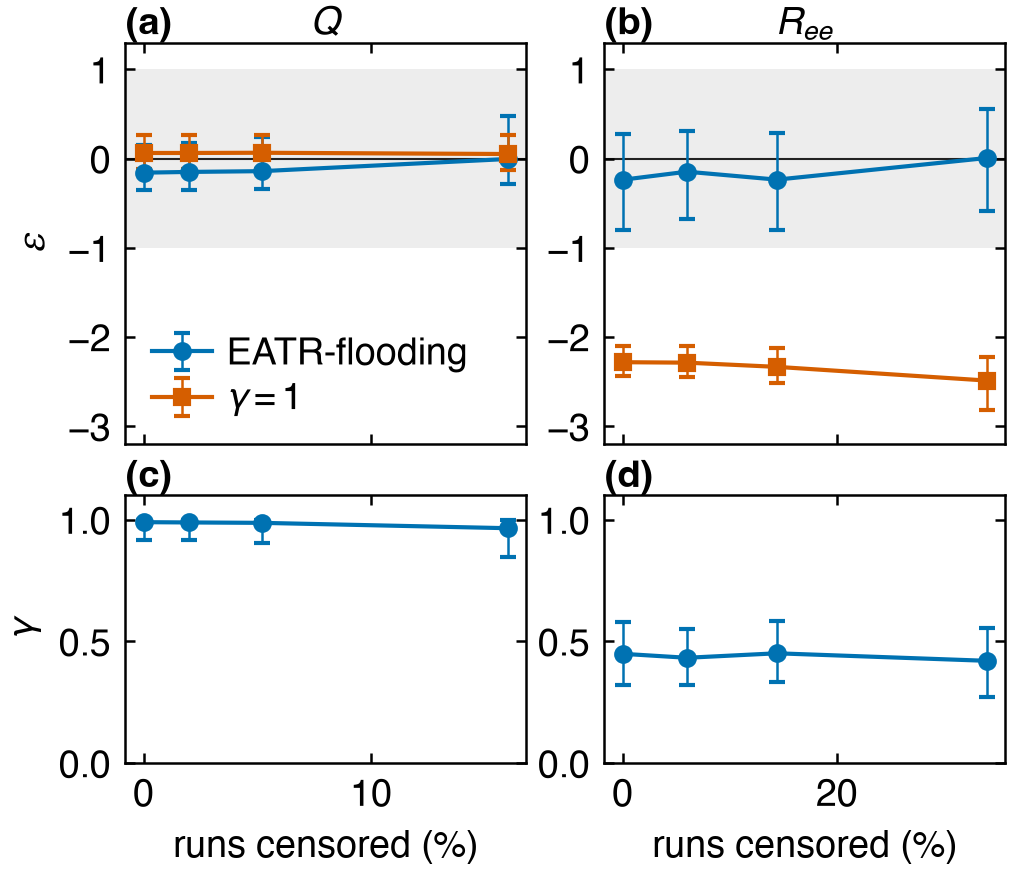 (a) Q
(b) R_ee
1
0
−1
−2
−3
ε
EATR-flooding
γ = 1
1
0
−1
−2
−3
(c)
(d)
1.0
0.5
0.0
γ
0 10
runs censored (%)
1.0
0.5
0.0
0 20
runs censored (%)